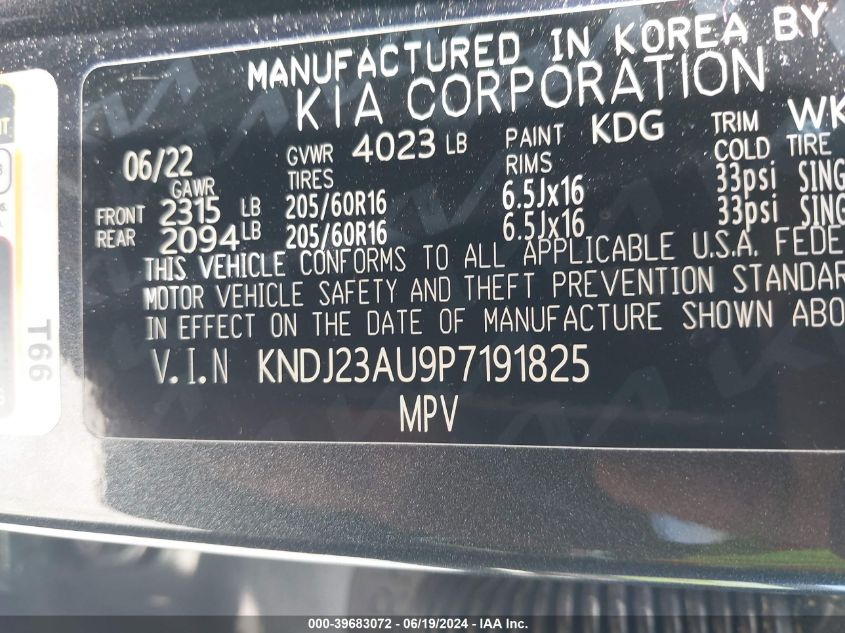 MANUFACTURED IN KOREA BY
KIA CORPORATION
06/22 GVWR 4023 LB PAINT KDG TRIM WK
GAWR TIRES RIMS COLD TIRE
FRONT 2315 LB 205/60R16 6.5Jx16 33psi SING
REAR 2094 LB 205/60R16 6.5Jx16 33psi SING
THIS VEHICLE CONFORMS TO ALL APPLICABLE U.S.A. FEDE
MOTOR VEHICLE SAFETY AND THEFT PREVENTION STANDAR
IN EFFECT ON THE DATE OF MANUFACTURE SHOWN ABO
V.I.N KNDJ23AU9P7191825
MPV
T66
000-39683072 / 06/19/2024 - IAA Inc.